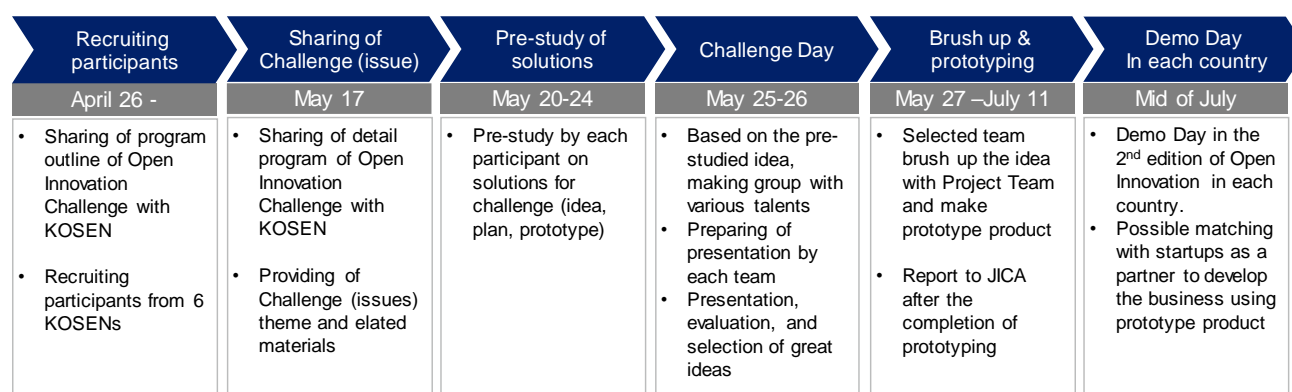 Recruiting
participants
April 26 -
• Sharing of program
outline of Open
Innovation
Challenge with
KOSEN
• Recruiting
participants from 6
KOSENs
Sharing of
Challenge (issue)
May 17
• Sharing of detail
program of Open
Innovation
Challenge with
KOSEN
• Providing of
Challenge (issues)
theme and elated
materials
Pre-study of
solutions
May 20-24
• Pre-study by each
participant on
solutions for
challenge (idea,
plan, prototype)
Challenge Day
May 25-26
• Based on the pre-
studied idea,
making group with
various talents
• Preparing of
presentation by
each team
• Presentation,
evaluation, and
selection of great
ideas
Brush up &
prototyping
May 27 –July 11
• Selected team
brush up the idea
with Project Team
and make
prototype product
• Report to JICA
after the
completion of
prototyping
Demo Day
In each country
Mid of July
• Demo Day in the
2nd edition of Open
Innovation in each
country.
• Possible matching
with startups as a
partner to develop
the business using
prototype product